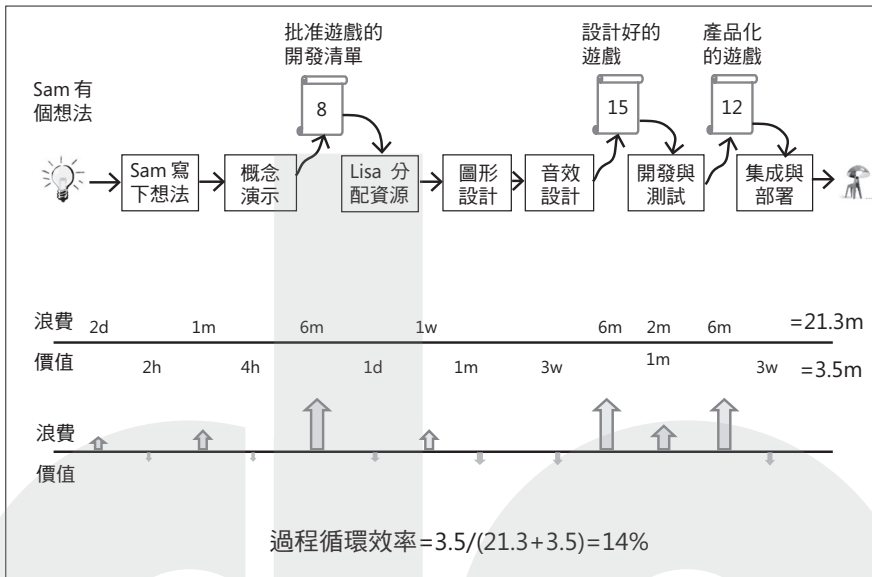 批准遊戲的
開發清單
設計好的
遊戲
產品化
的遊戲
Sam 有
個想法
8
15
12
Sam 寫
下想法
概念
演示
Lisa 分
配資源
圖形
設計
音效
設計
開發與
測試
集成與
部署
浪費 2d 1m 6m 1w 6m 2m 6m =21.3m
價值 2h 4h 1d 1m 3w 1m 3w =3.5m
浪費
價值
過程循環效率=3.5/(21.3+3.5)=14%